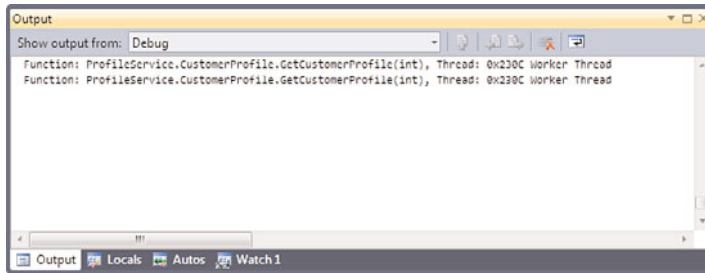 Output
Show output from: Debug
Function: ProfileService.CustomerProfile.GetCustomerProfile(int), Thread: 0x230C Worker Thread
Function: ProfileService.CustomerProfile.GetCustomerProfile(int), Thread: 0x230C Worker Thread
Output Locals Autos Watch 1